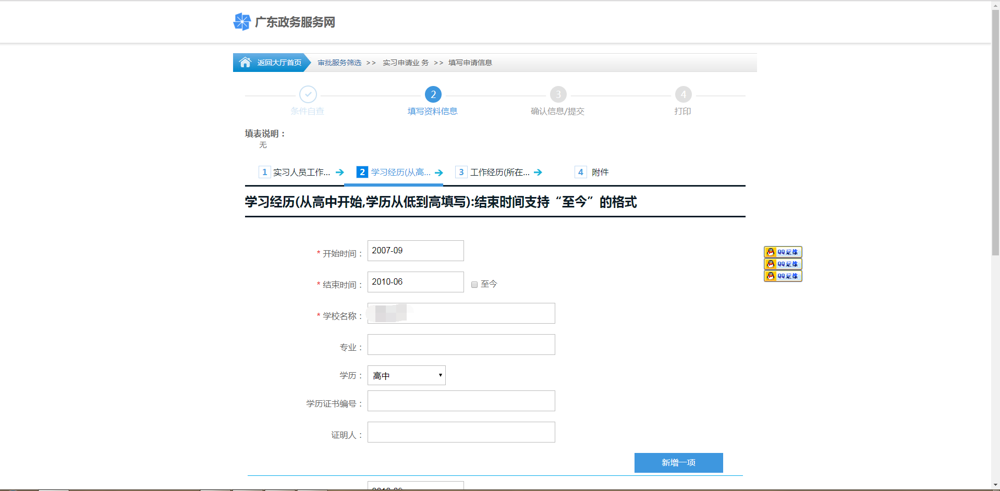 广东政务服务网
返回大厅首页 审批服务筛选 >> 实习申请业 务 >> 填写申请信息
2 3 4
条件自查 填写资料信息 确认信息/提交 打印
填表说明：
无
1 实习人员工作... 2 学习经历(从高... 3 工作经历(所在... 4 附件
学习经历(从高中开始,学历从低到高填写):结束时间支持“至今”的格式
* 开始时间： 2007-09
* 结束时间： 2010-06 至今
* 学校名称：
专业：
学历： 高中
学历证书编号：
证明人：
新增一项
QQ运维
QQ运维
QQ运维